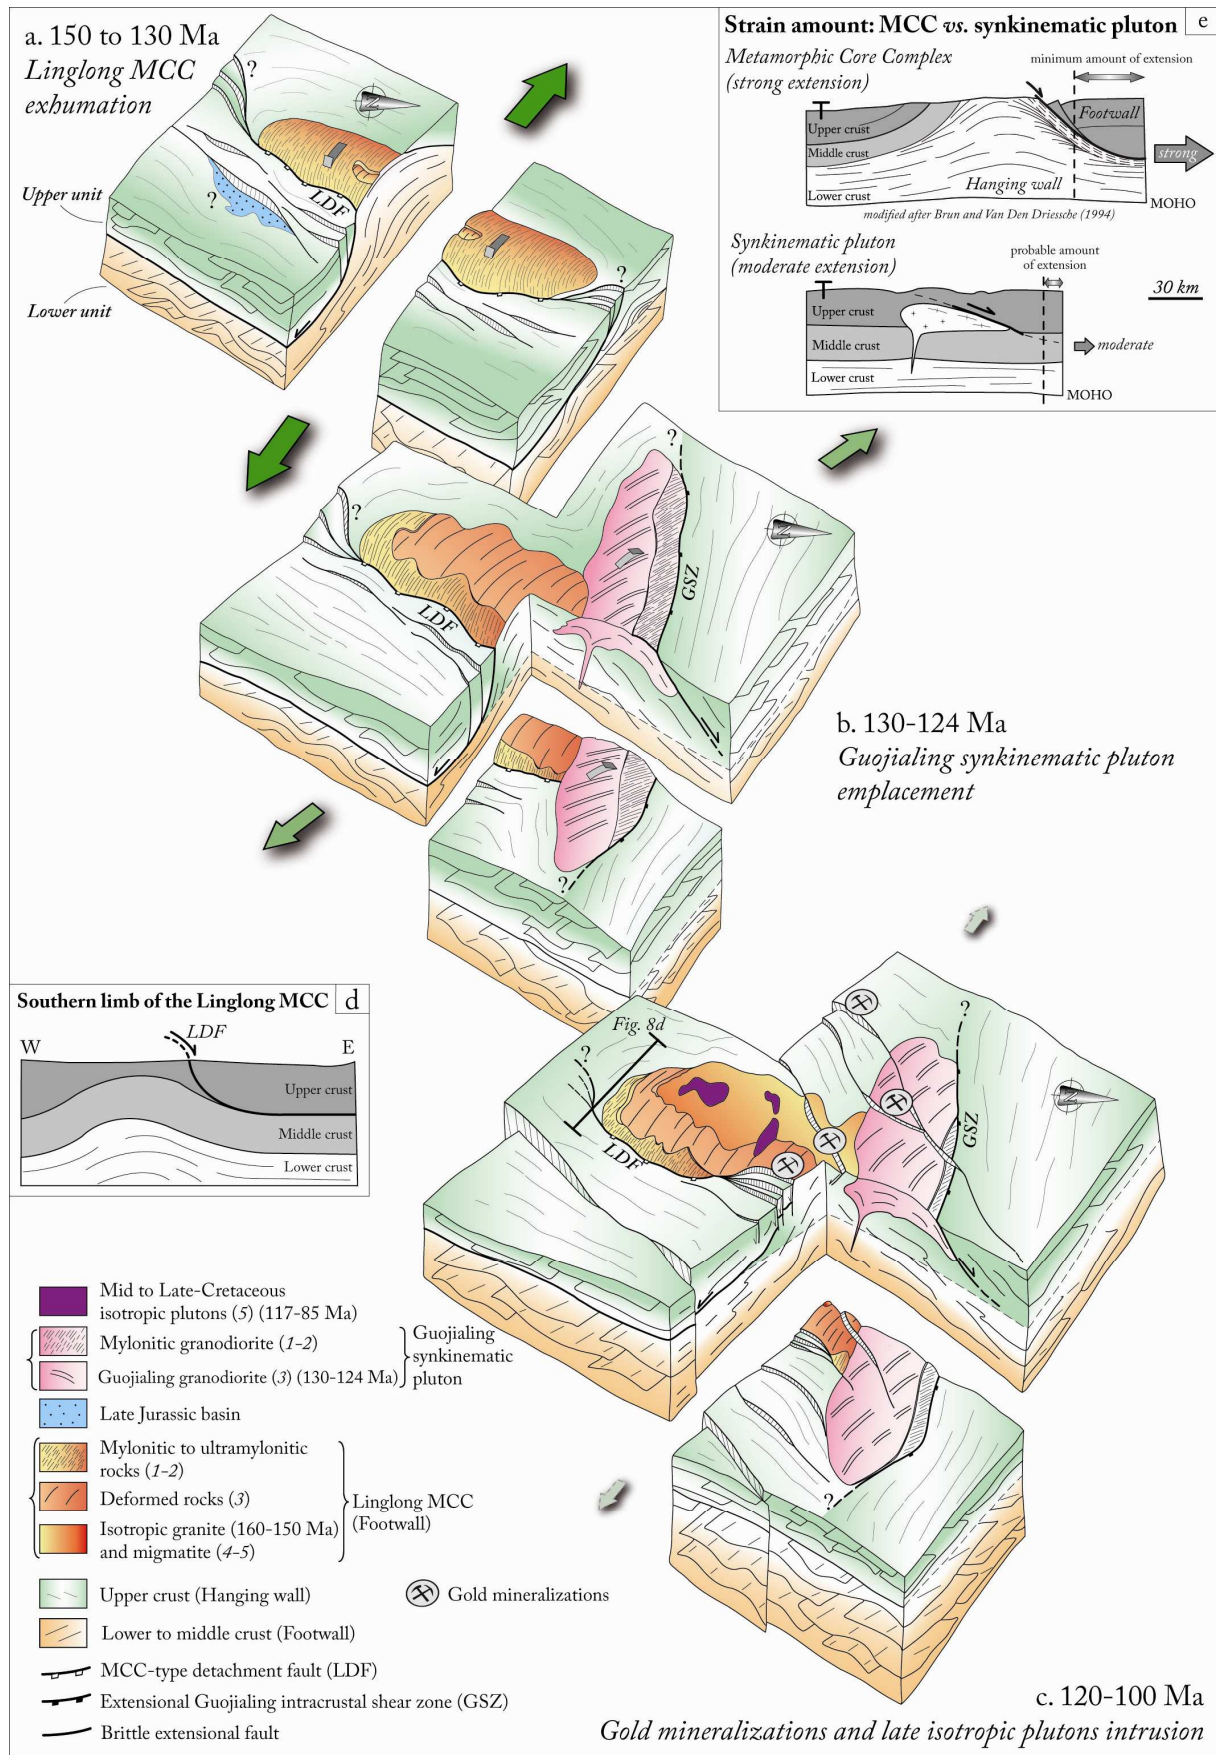 a. 150 to 130 Ma
Linglong MCC
exhumation
?
N
?
LDF
Upper unit
Lower unit
?
Strain amount: MCC vs. synkinematic pluton
e
Metamorphic Core Complex
(strong extension)
minimum amount of extension
Footwall
Upper crust
Middle crust
strong
Lower crust
Hanging wall
MOHO
modified after Brun and Van Den Driessche (1994)
Synkinematic pluton
(moderate extension)
probable amount
of extension
30 km
Upper crust
Middle crust
moderate
Lower crust
MOHO
?
?
N
GSZ
LDF
b. 130-124 Ma
Guojialing synkinematic pluton
emplacement
?
Southern limb of the Linglong MCC
d
LDF
W
E
Upper crust
Middle crust
Lower crust
Fig. 8d
?
?
N
GSZ
LDF
?
Mid to Late-Cretaceous
isotropic plutons (5) (117-85 Ma)
Mylonitic granodiorite (1-2)
Guojialing granodiorite (3) (130-124 Ma)
Guojialing
synkinematic
pluton
Late Jurassic basin
Mylonitic to ultramylonitic
rocks (1-2)
Deformed rocks (3)
Isotropic granite (160-150 Ma)
and migmatite (4-5)
Linglong MCC
(Footwall)
Upper crust (Hanging wall)
Gold mineralizations
Lower to middle crust (Footwall)
MCC-type detachment fault (LDF)
Extensional Guojialing intracrustal shear zone (GSZ)
Brittle extensional fault
c. 120-100 Ma
Gold mineralizations and late isotropic plutons intrusion